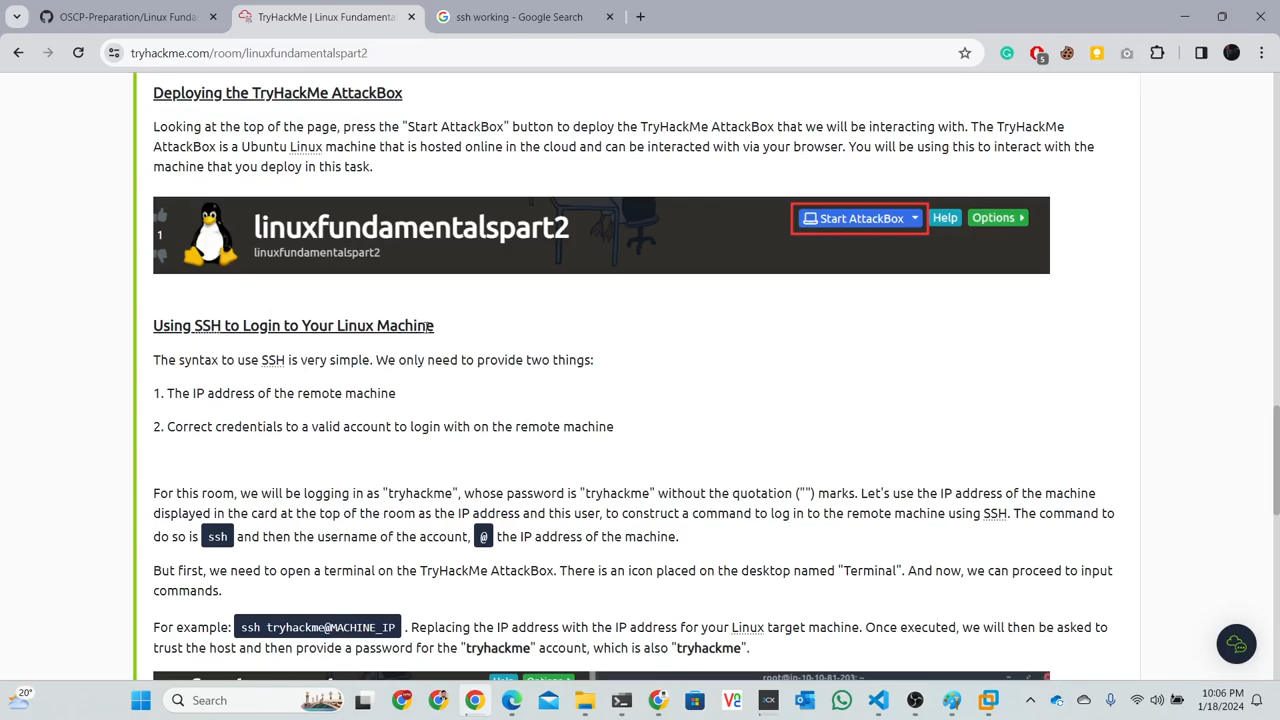 OSCP-Preparation/Linux Funda
TryHackMe | Linux Fundamenta
ssh working - Google Search
tryhackme.com/room/linuxfundamentalspart2
5
Deploying the TryHackMe AttackBox
Looking at the top of the page, press the "Start AttackBox" button to deploy the TryHackMe AttackBox that we will be interacting with. The TryHackMe
AttackBox is a Ubuntu Linux machine that is hosted online in the cloud and can be interacted with via your browser. You will be using this to interact with the
machine that you deploy in this task.
1
linuxfundamentalspart2
linuxfundamentalspart2
Start AttackBox
Help
Options
Using SSH to Login to Your Linux Machine
The syntax to use SSH is very simple. We only need to provide two things:
1. The IP address of the remote machine
2. Correct credentials to a valid account to login with on the remote machine
For this room, we will be logging in as "tryhackme", whose password is "tryhackme" without the quotation ("") marks. Let's use the IP address of the machine
displayed in the card at the top of the room as the IP address and this user, to construct a command to log in to the remote machine using SSH. The command to
do so is ssh and then the username of the account, @ the IP address of the machine.
But first, we need to open a terminal on the TryHackMe AttackBox. There is an icon placed on the desktop named "Terminal". And now, we can proceed to input
commands.
For example: ssh tryhackme@MACHINE_IP . Replacing the IP address with the IP address for your Linux target machine. Once executed, we will then be asked to
trust the host and then provide a password for the "tryhackme" account, which is also "tryhackme".
root@ip-10-10-81-203: ~
20°
Search
10:06 PM
1/18/2024